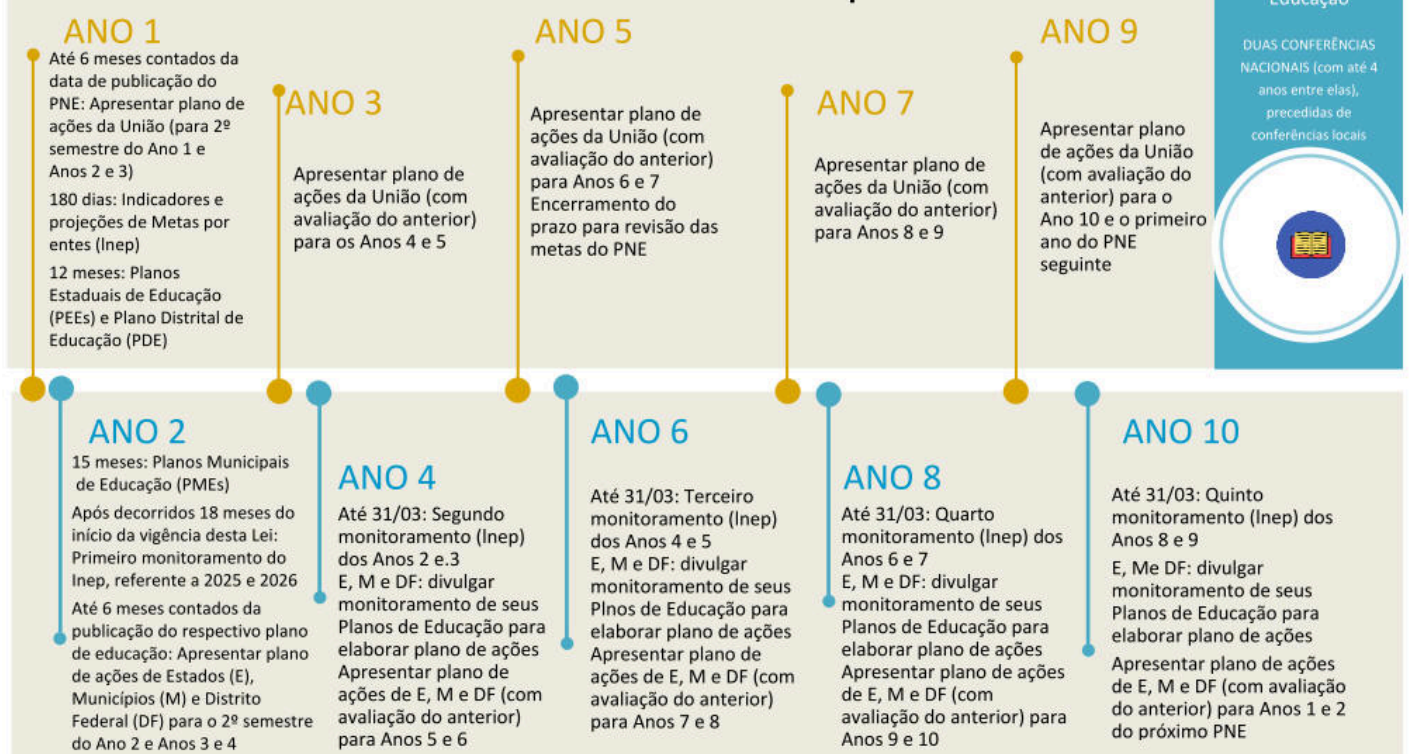 Educação
DUAS CONFERÊNCIAS
NACIONAIS (com até 4
anos entre elas),
precedidas de
conferências locais
ANO 1
Até 6 meses contados da
data de publicação do
PNE: Apresentar plano de
ações da União (para 2º
semestre do Ano 1 e
Anos 2 e 3)
180 dias: Indicadores e
projeções de Metas por
entes (Inep)
12 meses: Planos
Estaduais de Educação
(PEEs) e Plano Distrital de
Educação (PDE)
ANO 3
Apresentar plano de
ações da União (com
avaliação do anterior)
para os Anos 4 e 5
ANO 5
Apresentar plano de
ações da União (com
avaliação do anterior)
para Anos 6 e 7
Encerramento do
prazo para revisão das
metas do PNE
ANO 7
Apresentar plano de
ações da União (com
avaliação do anterior)
para Anos 8 e 9
ANO 9
Apresentar plano
de ações da União
(com avaliação do
anterior) para o
Ano 10 e o primeiro
ano do PNE
seguinte
ANO 2
15 meses: Planos Municipais
de Educação (PMEs)
Após decorridos 18 meses do
início da vigência desta Lei:
Primeiro monitoramento do
Inep, referente a 2025 e 2026
Até 6 meses contados da
publicação do respectivo plano
de educação: Apresentar plano
de ações de Estados (E),
Municípios (M) e Distrito
Federal (DF) para o 2º semestre
do Ano 2 e Anos 3 e 4
ANO 4
Até 31/03: Segundo
monitoramento (Inep)
dos Anos 2 e.3
E, M e DF: divulgar
monitoramento de seus
Planos de Educação para
elaborar plano de ações
Apresentar plano de
ações de E, M e DF (com
avaliação do anterior)
para Anos 5 e 6
ANO 6
Até 31/03: Terceiro
monitoramento (Inep)
dos Anos 4 e 5
E, M e DF: divulgar
monitoramento de seus
Plnos de Educação para
elaborar plano de ações
Apresentar plano de
ações de E, M e DF (com
avaliação do anterior)
para Anos 7 e 8
ANO 8
Até 31/03: Quarto
monitoramento (Inep) dos
Anos 6 e 7
E, M e DF: divulgar
monitoramento de seus
Planos de Educação para
elaborar plano de ações
Apresentar plano de ações
de E, M e DF (com
avaliação do anterior) para
Anos 9 e 10
ANO 10
Até 31/03: Quinto
monitoramento (Inep) dos
Anos 8 e 9
E, Me DF: divulgar
monitoramento de seus
Planos de Educação para
elaborar plano de ações
Apresentar plano de ações
de E, M e DF (com avaliação
do anterior) para Anos 1 e 2
do próximo PNE